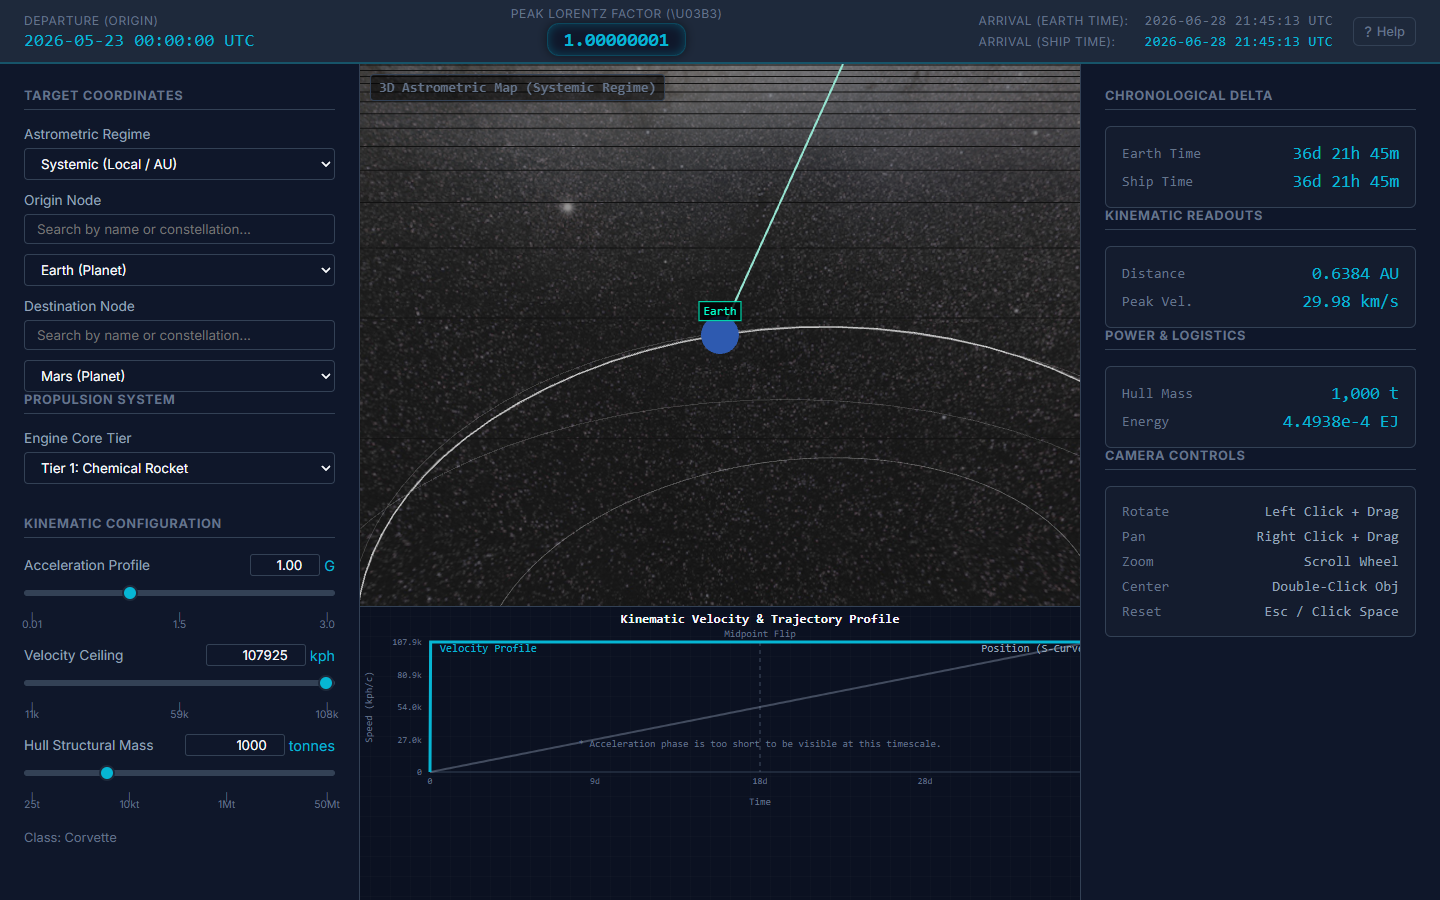 DEPARTURE (ORIGIN)
2026-05-23 00:00:00 UTC
PEAK LORENTZ FACTOR (\U03B3)
1.00000001
ARRIVAL (EARTH TIME): 2026-06-28 21:45:13 UTC
ARRIVAL (SHIP TIME): 2026-06-28 21:45:13 UTC
? Help
TARGET COORDINATES
Astrometric Regime
Systemic (Local / AU)
Origin Node
Search by name or constellation...
Earth (Planet)
Destination Node
Search by name or constellation...
Mars (Planet)
PROPULSION SYSTEM
Engine Core Tier
Tier 1: Chemical Rocket
KINEMATIC CONFIGURATION
Acceleration Profile 1.00 G
0.01 1.5 3.0
Velocity Ceiling 107925 kph
11k 59k 108k
Hull Structural Mass 1000 tonnes
25t 10kt 1Mt 50Mt
Class: Corvette
3D Astrometric Map (Systemic Regime)
Earth
Kinematic Velocity & Trajectory Profile
Midpoint Flip
107.9k
Velocity Profile
Position (S-Curve
80.9k
54.0k
27.0k
0
Speed (kph/c)
* Acceleration phase is too short to be visible at this timescale.
0 9d 18d 28d
Time
CHRONOLOGICAL DELTA
Earth Time 36d 21h 45m
Ship Time 36d 21h 45m
KINEMATIC READOUTS
Distance 0.6384 AU
Peak Vel. 29.98 km/s
POWER & LOGISTICS
Hull Mass 1,000 t
Energy 4.4938e-4 EJ
CAMERA CONTROLS
Rotate Left Click + Drag
Pan Right Click + Drag
Zoom Scroll Wheel
Center Double-Click Obj
Reset Esc / Click Space